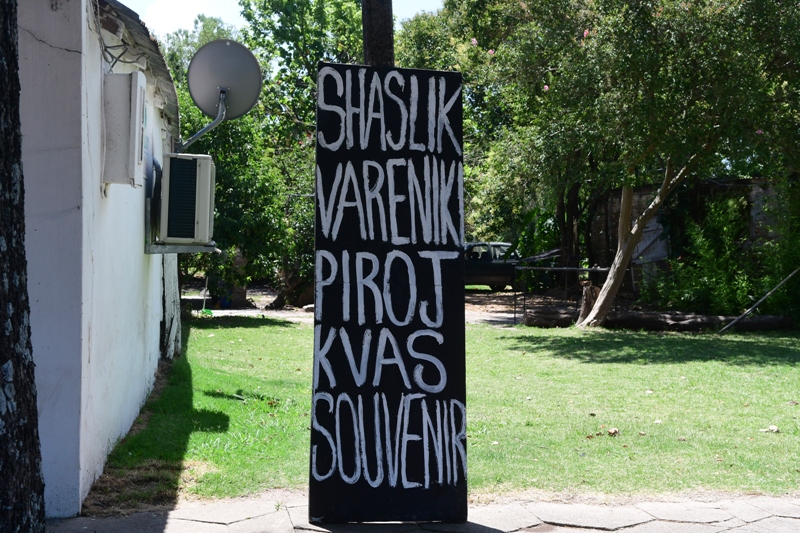 SHASLIK
VARENIKI
PIROJ
KVAS
SOUVENIR